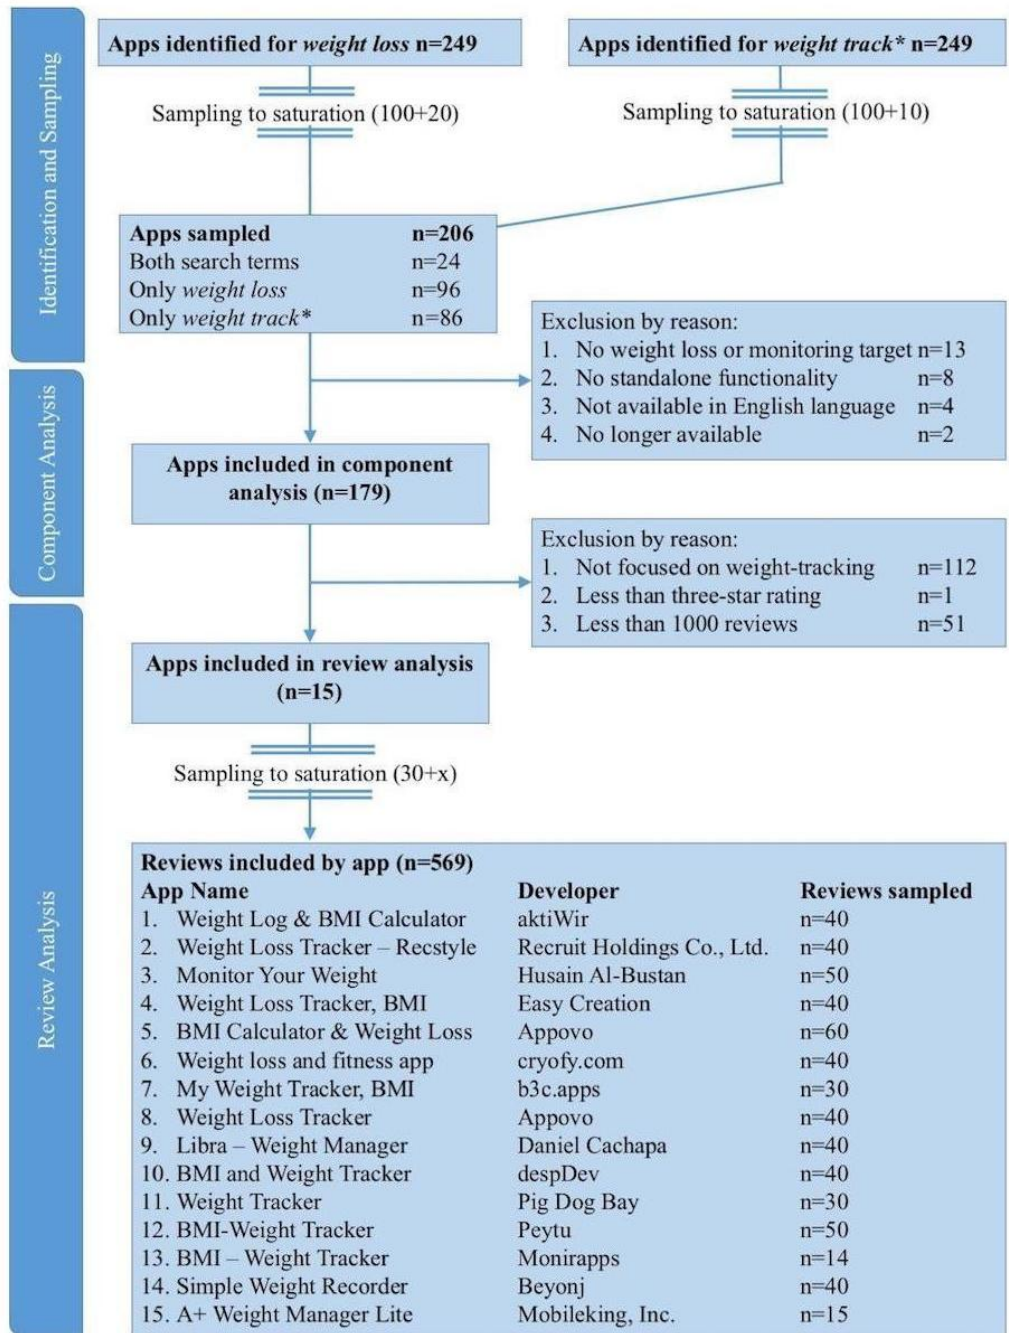 Identification and Sampling
Apps identified for weight loss n=249
Apps identified for weight track* n=249
Sampling to saturation (100+20)
Sampling to saturation (100+10)
Apps sampled n=206
Both search terms n=24
Only weight loss n=96
Only weight track* n=86
Exclusion by reason:
1. No weight loss or monitoring target n=13
2. No standalone functionality n=8
3. Not available in English language n=4
4. No longer available n=2
Component Analysis
Apps included in component
analysis (n=179)
Exclusion by reason:
1. Not focused on weight-tracking n=112
2. Less than three-star rating n=1
3. Less than 1000 reviews n=51
Review Analysis
Apps included in review analysis
(n=15)
Sampling to saturation (30+x)
Reviews included by app (n=569)
App Name Developer Reviews sampled
1. Weight Log & BMI Calculator aktiWir n=40
2. Weight Loss Tracker – Recstyle Recruit Holdings Co., Ltd. n=40
3. Monitor Your Weight Husain Al-Bustan n=50
4. Weight Loss Tracker, BMI Easy Creation n=40
5. BMI Calculator & Weight Loss Appovo n=60
6. Weight loss and fitness app cryofy.com n=40
7. My Weight Tracker, BMI b3c.apps n=30
8. Weight Loss Tracker Appovo n=40
9. Libra – Weight Manager Daniel Cachapa n=40
10. BMI and Weight Tracker despDev n=40
11. Weight Tracker Pig Dog Bay n=30
12. BMI-Weight Tracker Peytu n=50
13. BMI – Weight Tracker Monirapps n=14
14. Simple Weight Recorder Beyonj n=40
15. A+ Weight Manager Lite Mobileking, Inc. n=15